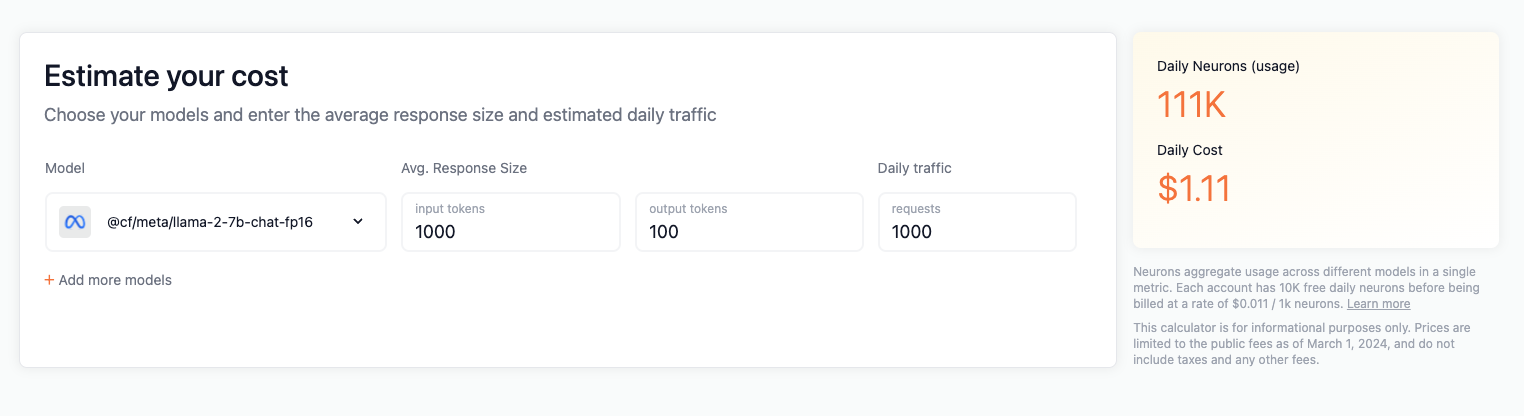 Estimate your cost
Choose your models and enter the average response size and estimated daily traffic
Model
Avg. Response Size
Daily traffic
@cf/meta/llama-2-7b-chat-fp16
input tokens
1000
output tokens
100
requests
1000
+ Add more models
Daily Neurons (usage)
111K
Daily Cost
$1.11
Neurons aggregate usage across different models in a single
metric. Each account has 10K free daily neurons before being
billed at a rate of $0.011 / 1k neurons. Learn more
This calculator is for informational purposes only. Prices are
limited to the public fees as of March 1, 2024, and do not
include taxes and any other fees.